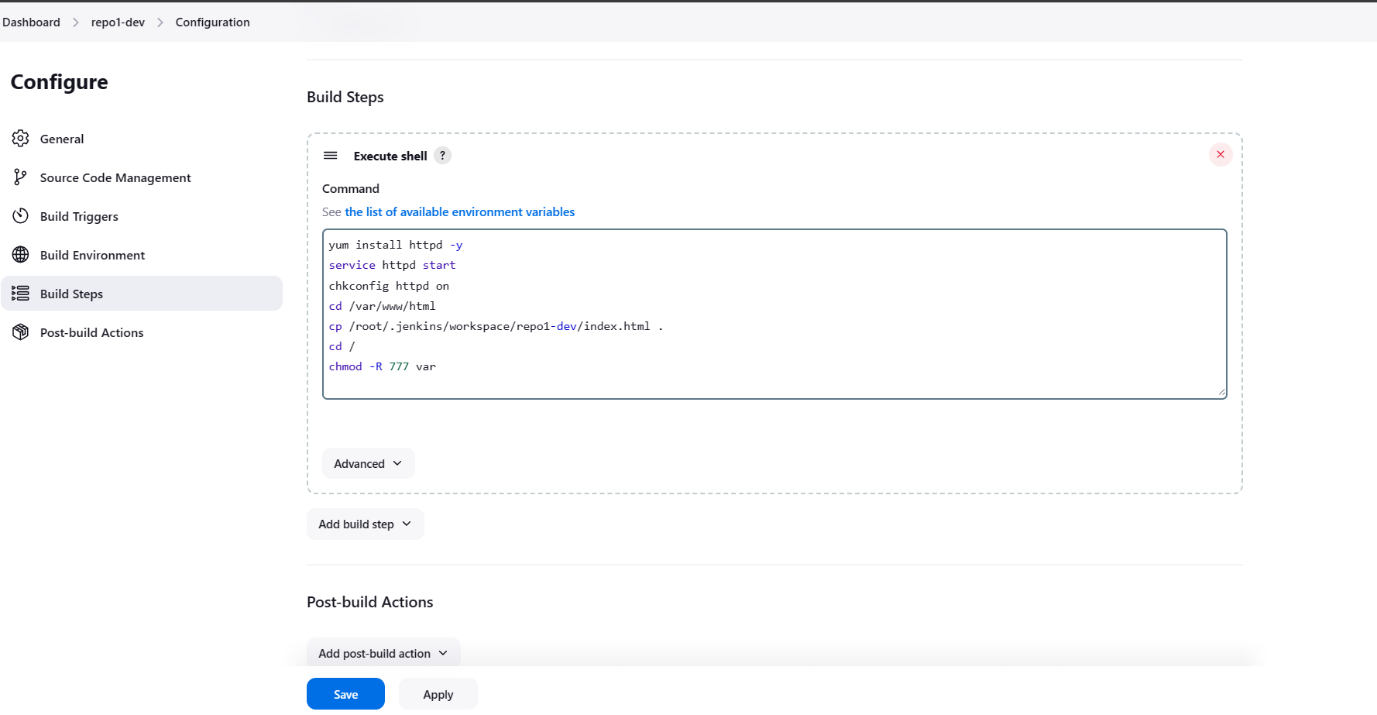 Dashboard > repo1-dev > Configuration
Configure
General
Source Code Management
Build Triggers
Build Environment
Build Steps
Post-build Actions
Build Steps
Execute shell ?
Command
See the list of available environment variables
yum install httpd -y
service httpd start
chkconfig httpd on
cd /var/www/html
cp /root/.jenkins/workspace/repo1-dev/index.html .
cd /
chmod -R 777 var
Advanced
Add build step
Post-build Actions
Add post-build action
Save Apply